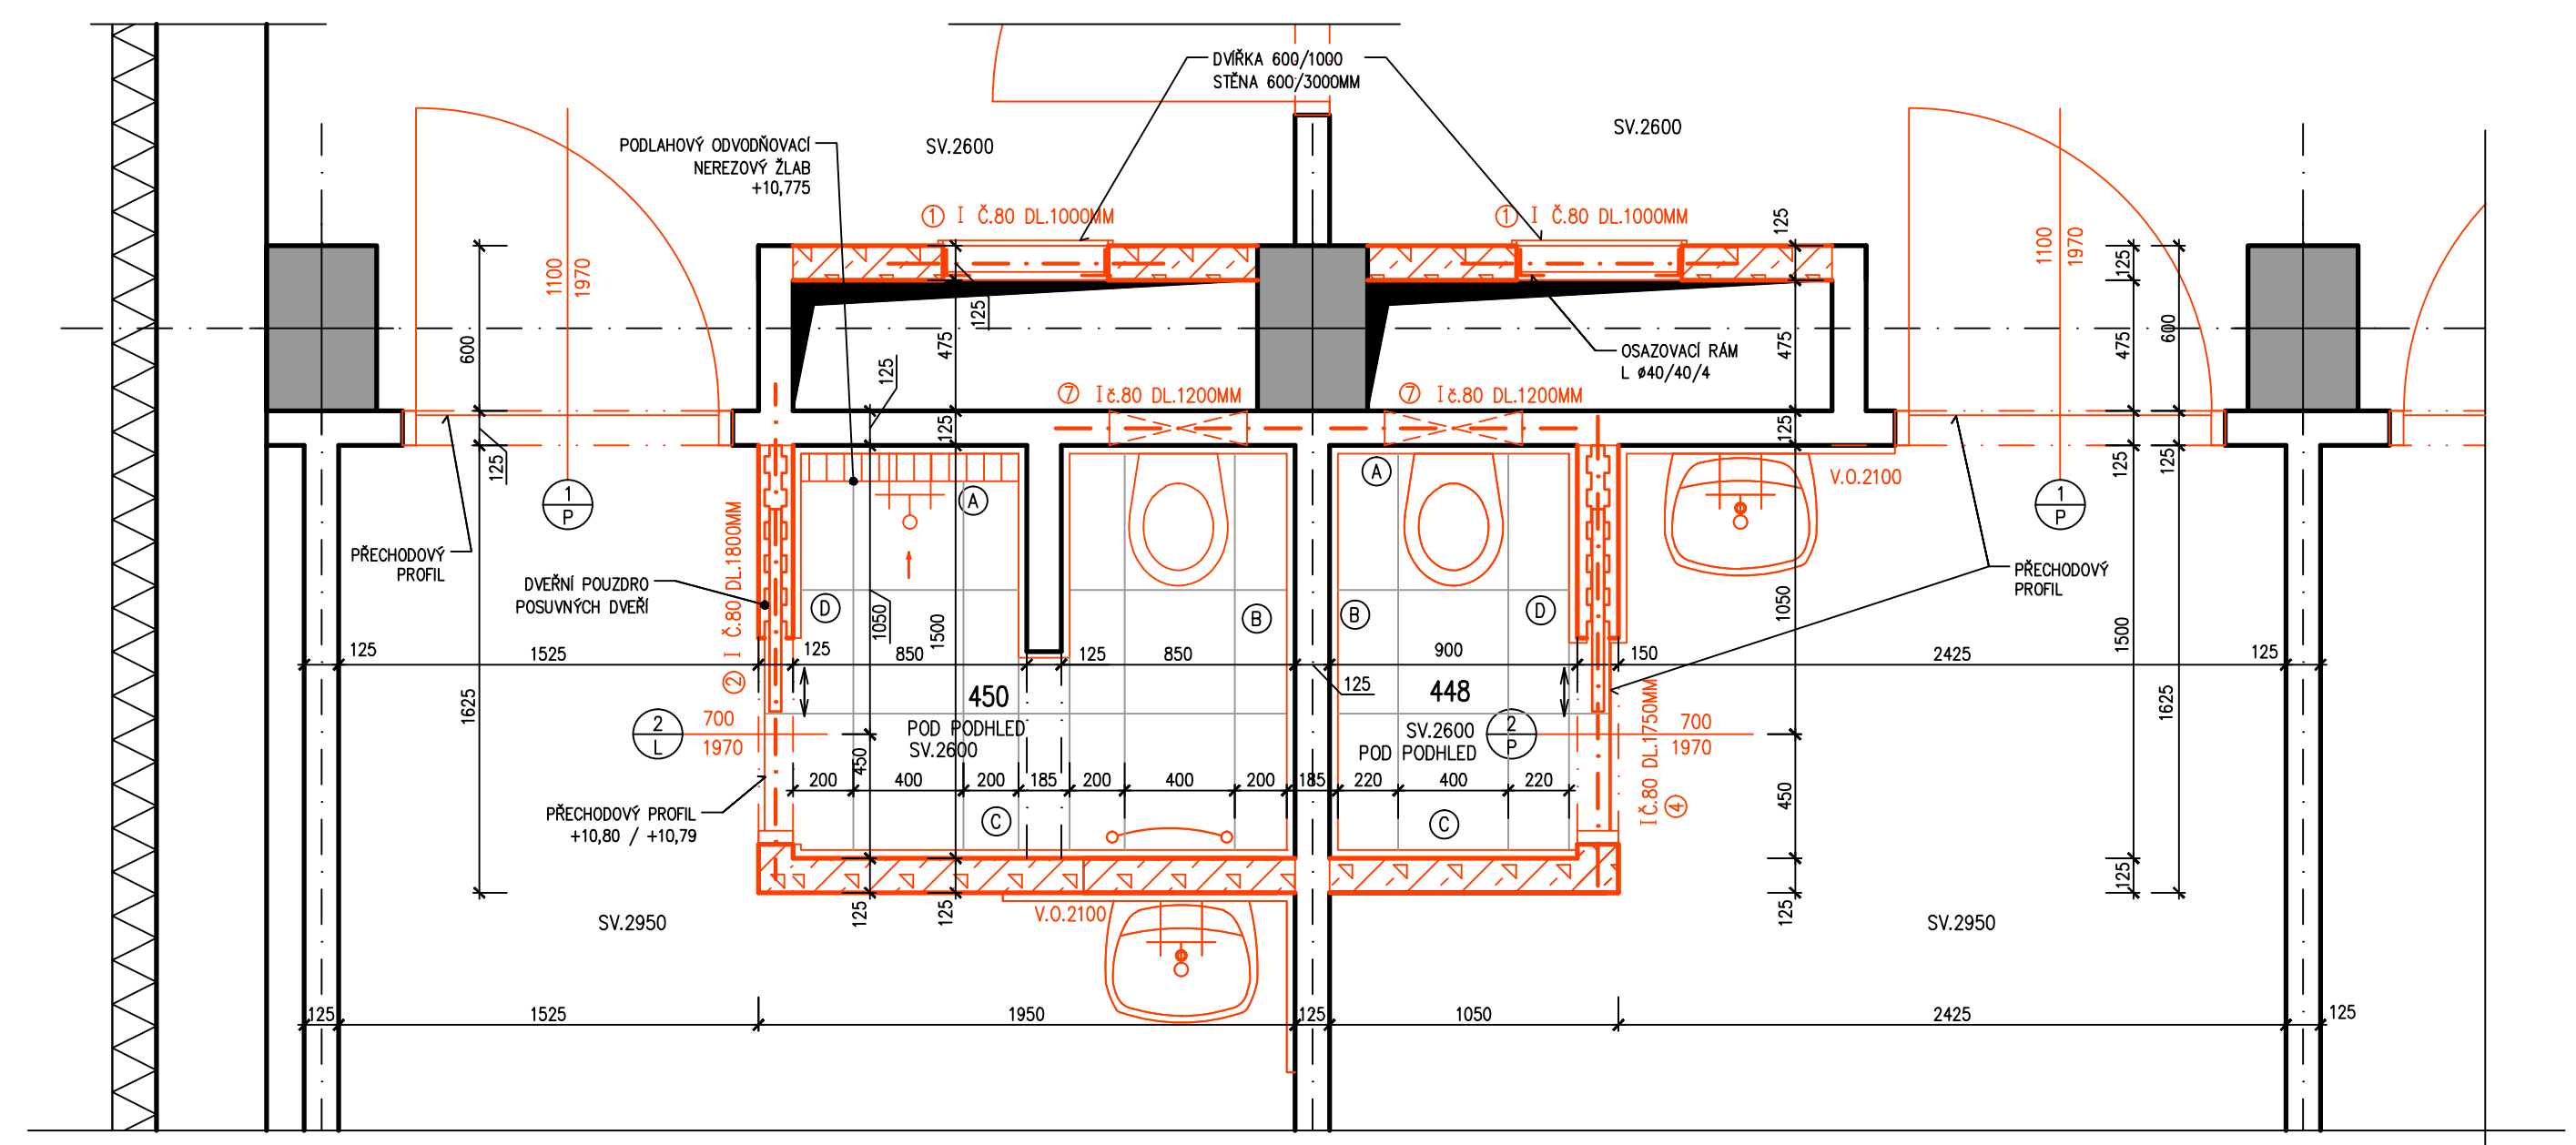 DVÍŘKA 600/1000
STĚNA 600/3000MM
SV.2600
SV.2600
PODLAHOVÝ ODVODŇOVACÍ
NEREZOVÝ ŽLAB
+10,775
1 I Č.80 DL.1000MM
1 I Č.80 DL.1000MM
125
1100
1970
1100
1970
125
600
125
475
475
475
600
125
OSAZOVACÍ RÁM
L ø40/40/4
7 I č.80 DL.1200MM
7 I č.80 DL.1200MM
125
125
125
125
125
A
A
V.O.2100
1
P
1
P
PŘECHODOVÝ
PROFIL
DVEŘNÍ POUZDRO
POSUVNÝCH DVEŘÍ
2 I Č.80 DL.1800MM
D
B
B
D
PŘECHODOVÝ
PROFIL
1050
1500
1050
1500
125
1525
125
850
125
850
900
150
2425
125
1625
1625
125
450
POD PODHLED
SV.2600
448
SV.2600
POD PODHLED
2
L
700
1970
2
P
700
1970
I Č.80 DL.1750MM
4
450
450
200
400
200
185
200
400
200
185
220
400
220
PŘECHODOVÝ PROFIL
+10,80 / +10,79
C
C
125
125
125
125
V.O.2100
SV.2950
SV.2950
125
1525
1950
125
1050
2425
125